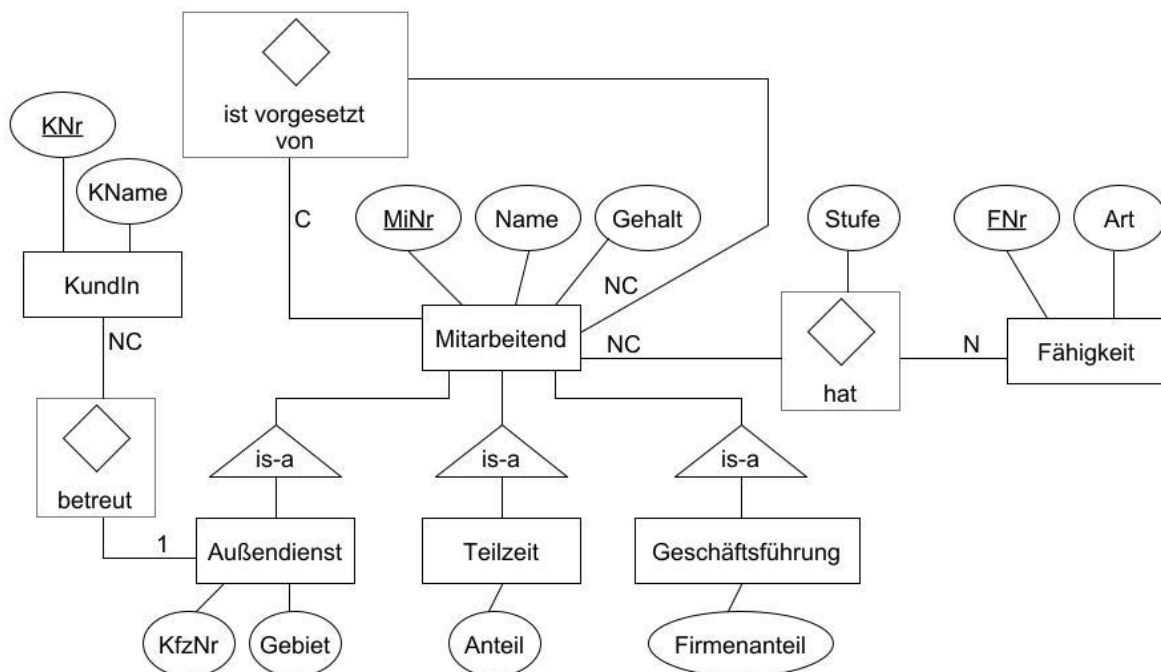 ist vorgesetzt
von
KNr
KName
C
MiNr
Name
Gehalt
Stufe
FNr
Art
KundIn
NC
Mitarbeitend
NC
NC
N
Fähigkeit
hat
betreut
is-a
is-a
is-a
1
Außendienst
Teilzeit
Geschäftsführung
KfzNr
Gebiet
Anteil
Firmenanteil